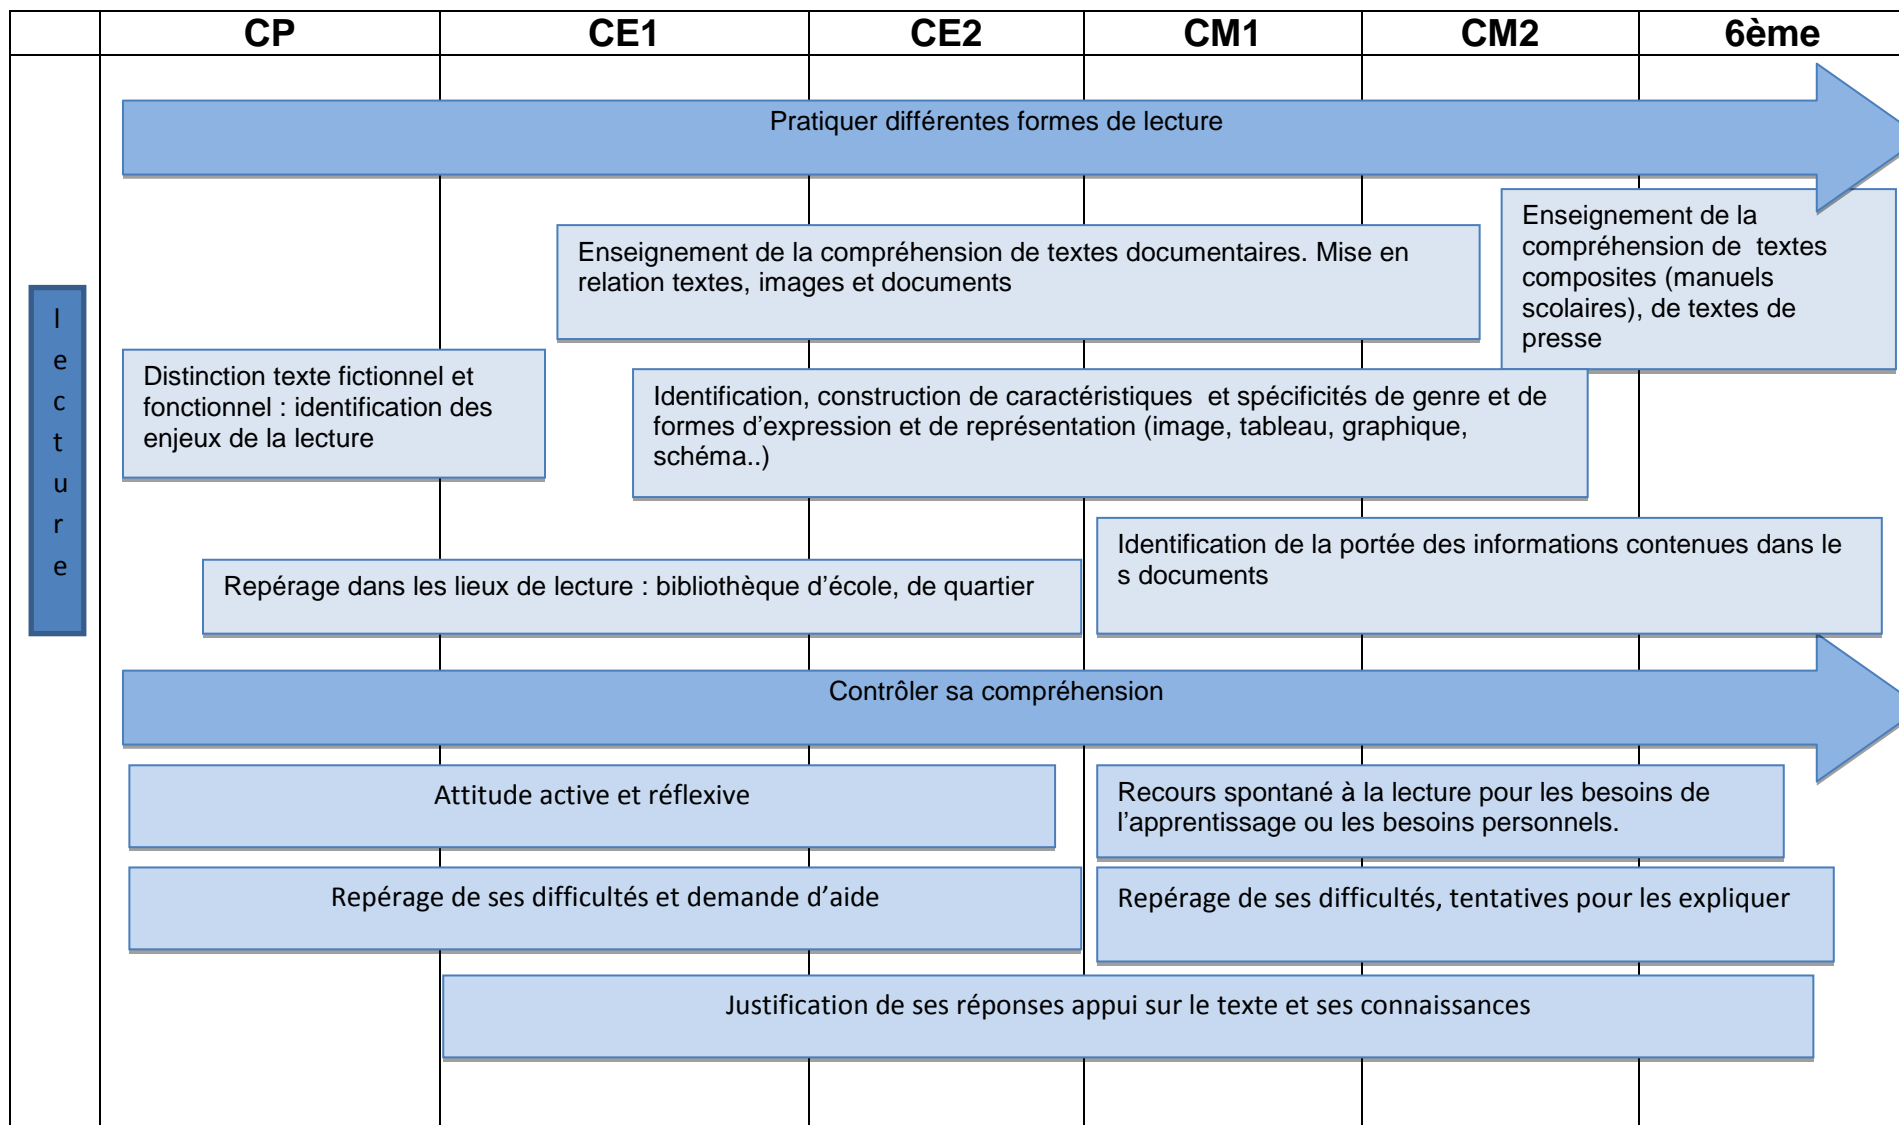 CP CE1 CE2 CM1 CM2 6ème
lecture
Pratiquer différentes formes de lecture
Enseignement de la compréhension de textes documentaires. Mise en
relation textes, images et documents
Enseignement de la
compréhension de  textes
composites (manuels
scolaires), de textes de
presse
Distinction texte fictionnel et
fonctionnel : identification des
enjeux de la lecture
Identification, construction de caractéristiques  et spécificités de genre et de
formes d’expression et de représentation (image, tableau, graphique,
schéma..)
Repérage dans les lieux de lecture : bibliothèque d’école, de quartier
Identification de la portée des informations contenues dans le
s documents
Contrôler sa compréhension
Attitude active et réflexive
Recours spontané à la lecture pour les besoins de
l’apprentissage ou les besoins personnels.
Repérage de ses difficultés et demande d’aide
Repérage de ses difficultés, tentatives pour les expliquer
Justification de ses réponses appui sur le texte et ses connaissances